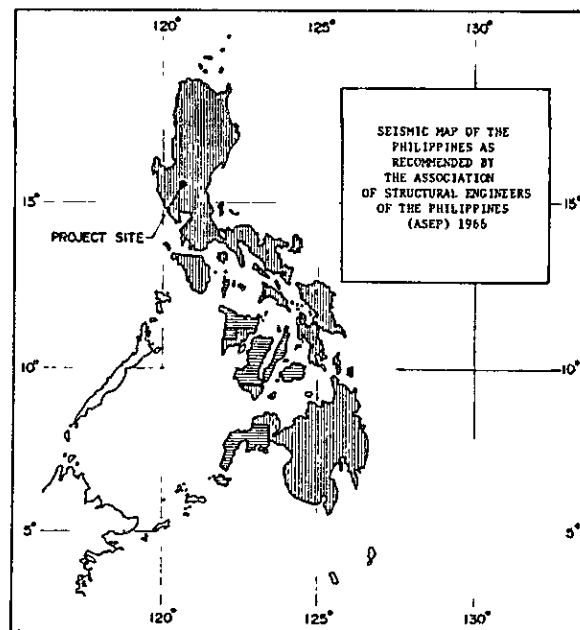 120° 125° 130°
SEISMIC MAP OF THE
PHILIPPINES AS
RECOMMENDED BY
THE ASSOCIATION
OF STRUCTURAL ENGINEERS
OF THE PHILIPPINES
(ASEP) 1966
15° 15°
PROJECT SITE
10° 10°
5° 5°
120° 125° 130°